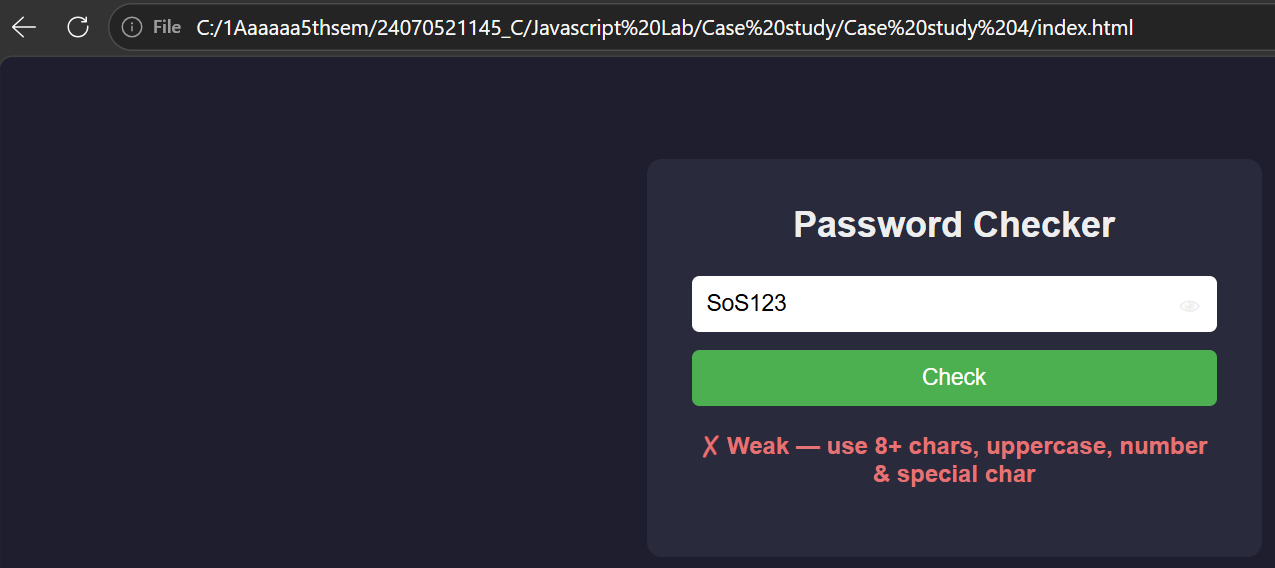 File C:/1Aaaaaa5thsem/24070521145_C/Javascript%20Lab/Case%20study/Case%20study%204/index.html
Password Checker
SoS123
Check
✗ Weak — use 8+ chars, uppercase, number
& special char